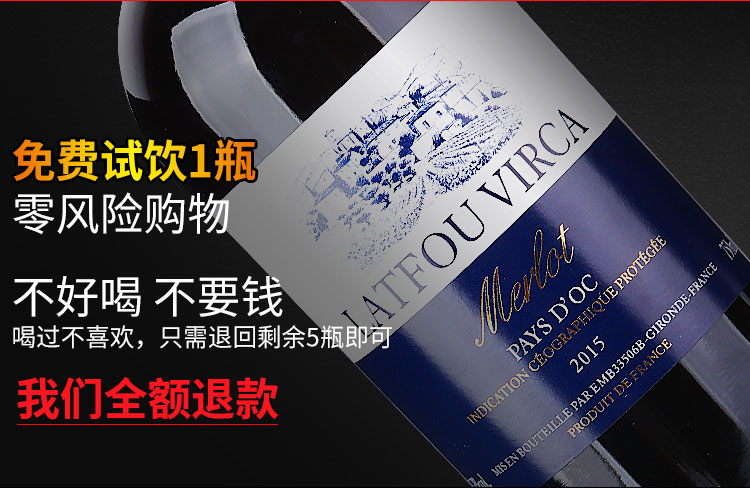 免费试饮1瓶
零风险购物
不好喝 不要钱
喝过不喜欢，只需退回剩余5瓶即可
我们全额退款
LATFOU VIRCA
Merlot
PAYS D'OC
INDICATION CÉOGRAPHIQUE PROTÉGÉE
2015
MIS EN BOUTEILLE PAR EMB33506B-GIRONDE-FRANCE
PRODUIT DE FRANCE